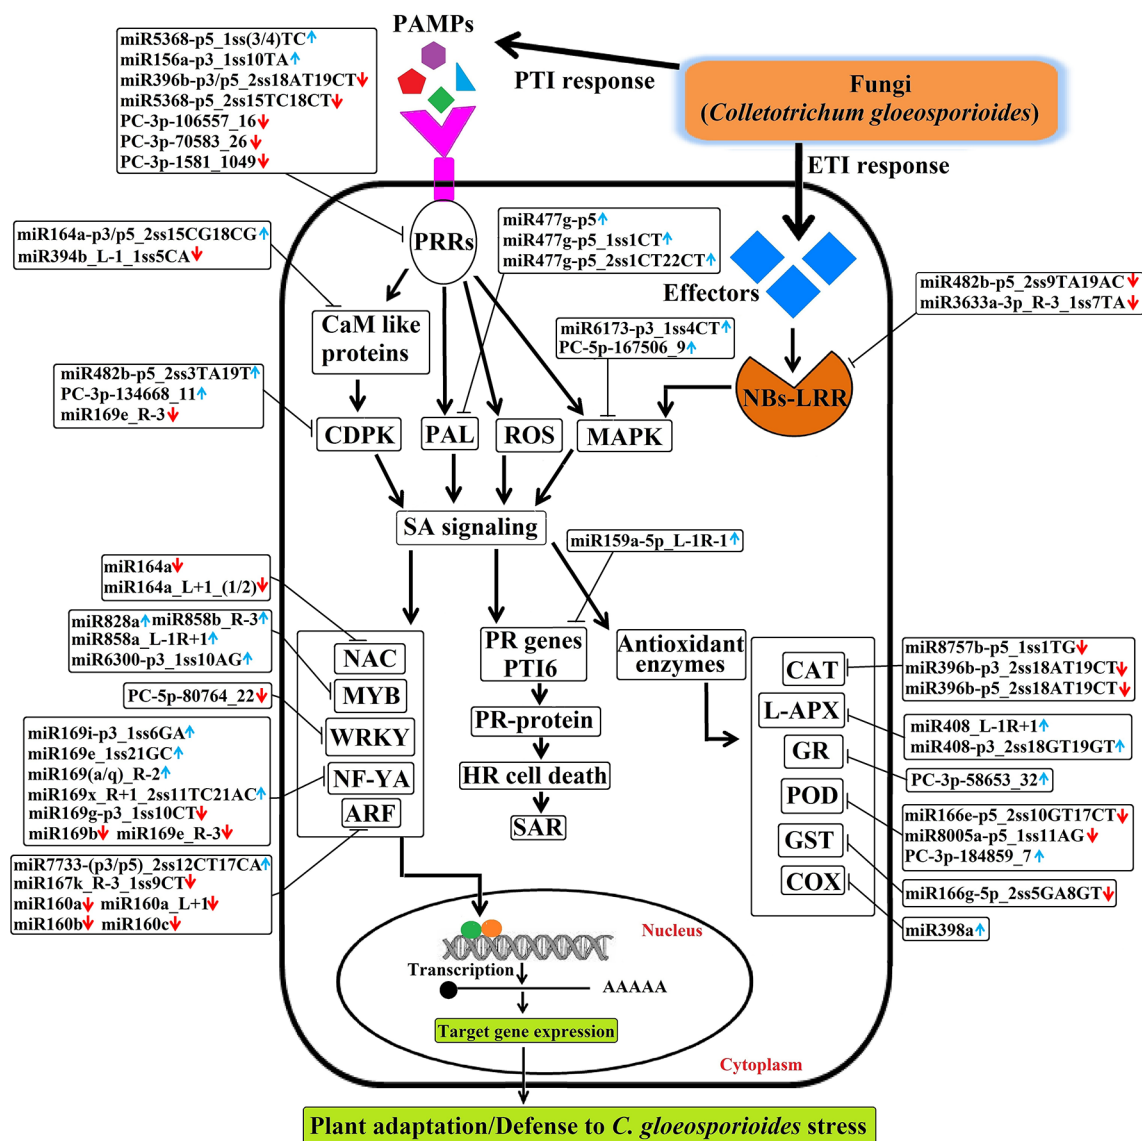 PAMPs
miR5368-p5_1ss(3/4)TC
miR156a-p3_1ss10TA
miR396b-p3/p5_2ss18AT19CT
miR5368-p5_2ss15TC18CT
PC-3p-106557_16
PC-3p-70583_26
PC-3p-1581_1049
PTI response
Fungi
(Colletotrichum gloeosporioides)
ETI response
miR164a-p3/p5_2ss15CG18CG
miR394b_L-1_1ss5CA
PRRs
miR477g-p5
miR477g-p5_1ss1CT
miR477g-p5_2ss1CT22CT
Effectors
miR482b-p5_2ss9TA19AC
miR3633a-3p_R-3_1ss7TA
CaM like
proteins
miR6173-p3_1ss4CT
PC-5p-167506_9
miR482b-p5_2ss3TA19T
PC-3p-134668_11
miR169e_R-3
NBs-LRR
CDPK
PAL
ROS
MAPK
SA signaling
miR159a-5p_L-1R-1
miR164a
miR164a_L+1_(1/2)
miR828a miR858b_R-3
miR858a_L-1R+1
miR6300-p3_1ss10AG
PC-5p-80764_22
miR169i-p3_1ss6GA
miR169e_1ss21GC
miR169(a/q)_R-2
miR169x_R+1_2ss11TC21AC
miR169g-p3_1ss10CT
miR169b miR169e_R-3
miR7733-(p3/p5)_2ss12CT17CA
miR167k_R-3_1ss9CT
miR160a miR160a_L+1
miR160b miR160c
NAC
MYB
WRKY
NF-YA
ARF
PR genes
PTI6
PR-protein
HR cell death
SAR
Antioxidant
enzymes
CAT
L-APX
GR
POD
GST
COX
miR8757b-p5_1ss1TG
miR396b-p3_2ss18AT19CT
miR396b-p5_2ss18AT19CT
miR408_L-1R+1
miR408-p3_2ss18GT19GT
PC-3p-58653_32
miR166e-p5_2ss10GT17CT
miR8005a-p5_1ss11AG
PC-3p-184859_7
miR166g-5p_2ss5GA8GT
miR398a
Nucleus
Transcription
AAAAA
Target gene expression
Cytoplasm
Plant adaptation/Defense to C. gloeosporioides stress